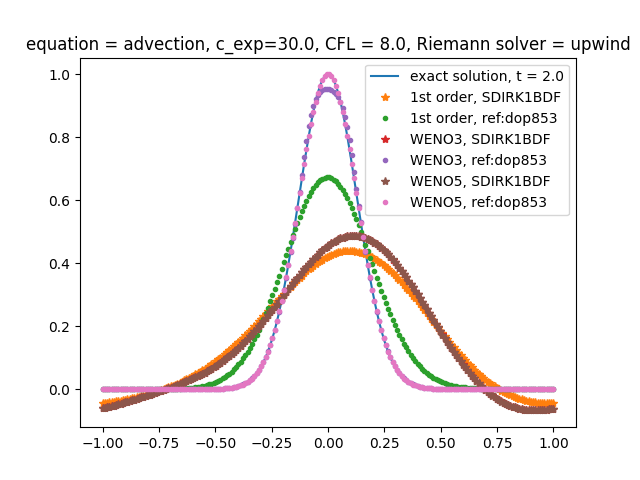 equation = advection, c_exp=30.0, CFL = 8.0, Riemann solver = upwind
exact solution, t = 2.0
1st order, SDIRK1BDF
1st order, ref:dop853
WENO3, SDIRK1BDF
WENO3, ref:dop853
WENO5, SDIRK1BDF
WENO5, ref:dop853
1.0
0.8
0.6
0.4
0.2
0.0
−1.00 −0.75 −0.50 −0.25 0.00 0.25 0.50 0.75 1.00